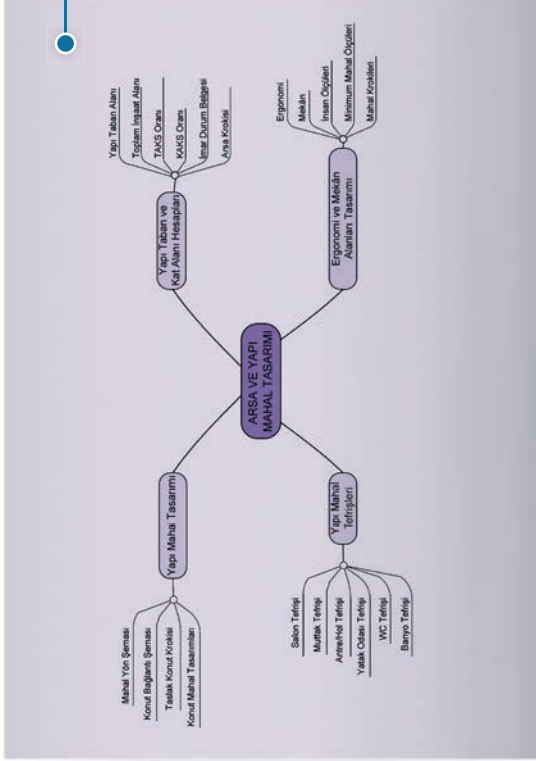 ARSA VE YAPI
MAHAL TASARIMI
Yapı Mahal Tasarımı
Mahal Yön Şeması
Konut Bağlantı Şeması
Taslak Konut Krokisi
Konut Mahal Tasarımları
Yapı Taban ve
Kat Alanı Hesapları
Yapı Taban Alanı
Toplam İnşaat Alanı
TAKS Oranı
KAKS Oranı
İmar Durum Belgesi
Arsa Krokisi
Yapı Mahal
Tefrişleri
Salon Tefrişi
Mutfak Tefrişi
Antre/Hol Tefrişi
Yatak Odası Tefrişi
WC Tefrişi
Banyo Tefrişi
Ergonomi ve Mekân
Alanları Tasarımı
Ergonomi
Mekân
İnsan Ölçüleri
Minimum Mahal Ölçüleri
Mahal Krokileri